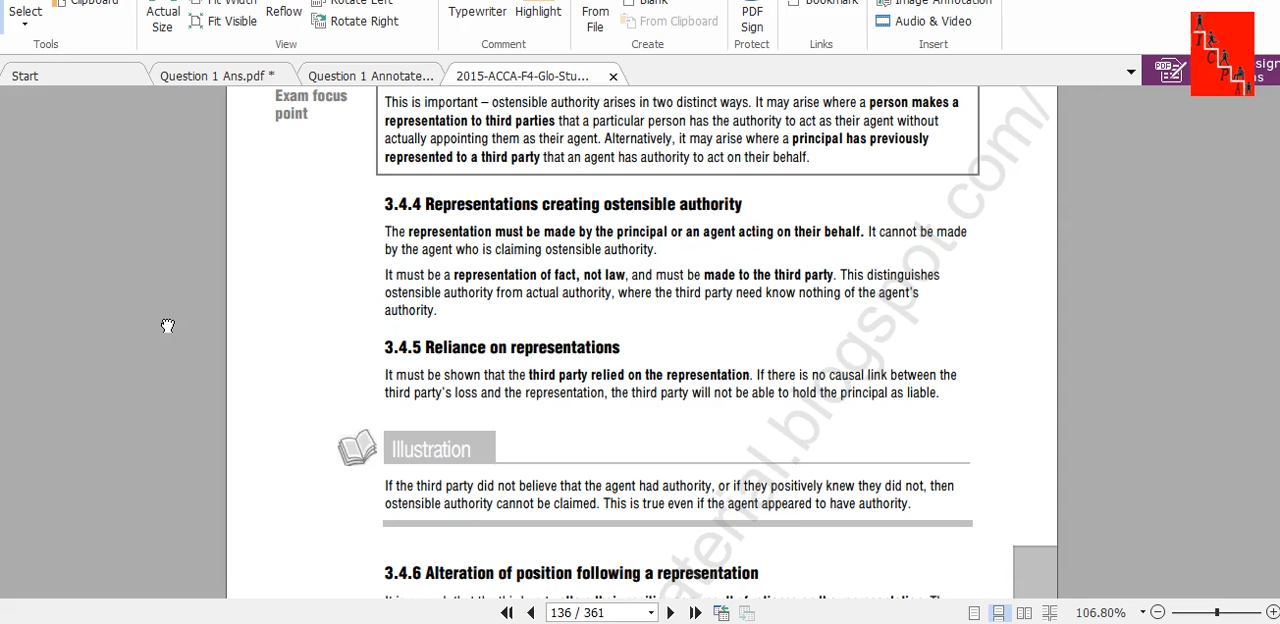 Clipboard
Fit Width
Rotate Left
Blank
Bookmark
Image Annotation
Select
Actual
Size
Fit Visible
Reflow
Rotate Right
Typewriter
Highlight
From
File
From Clipboard
PDF
Sign
Audio & Video
Tools
View
Comment
Create
Protect
Links
Insert
I
C
P
A
Start
Question 1 Ans.pdf *
Question 1 Annotate...
2015-ACCA-F4-Glo-Stu...
PDF
Exam focus
point
This is important – ostensible authority arises in two distinct ways. It may arise where a person makes a
representation to third parties that a particular person has the authority to act as their agent without
actually appointing them as their agent. Alternatively, it may arise where a principal has previously
represented to a third party that an agent has authority to act on their behalf.
3.4.4 Representations creating ostensible authority
The representation must be made by the principal or an agent acting on their behalf. It cannot be made
by the agent who is claiming ostensible authority.
It must be a representation of fact, not law, and must be made to the third party. This distinguishes
ostensible authority from actual authority, where the third party need know nothing of the agent's
authority.
3.4.5 Reliance on representations
It must be shown that the third party relied on the representation. If there is no causal link between the
third party's loss and the representation, the third party will not be able to hold the principal as liable.
Illustration
If the third party did not believe that the agent had authority, or if they positively knew they did not, then
ostensible authority cannot be claimed. This is true even if the agent appeared to have authority.
3.4.6 Alteration of position following a representation
aterial.blogspot.com/
136 / 361
106.80%